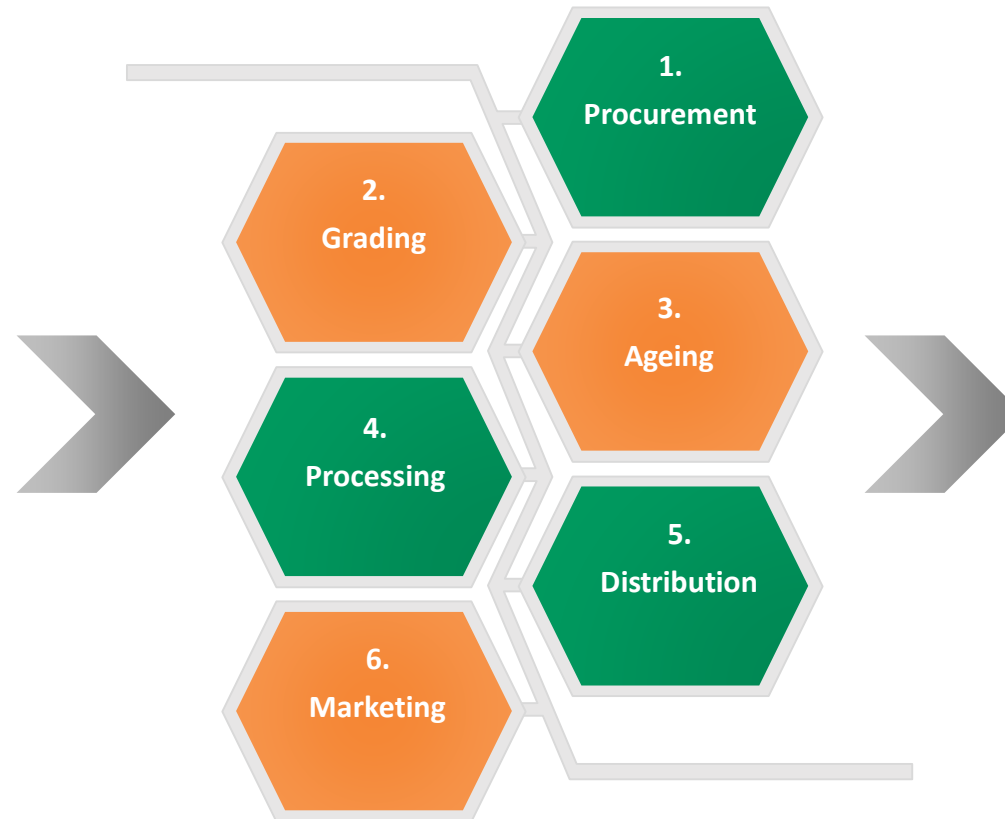 1.
Procurement
2.
Grading
3.
Ageing
4.
Processing
5.
Distribution
6.
Marketing